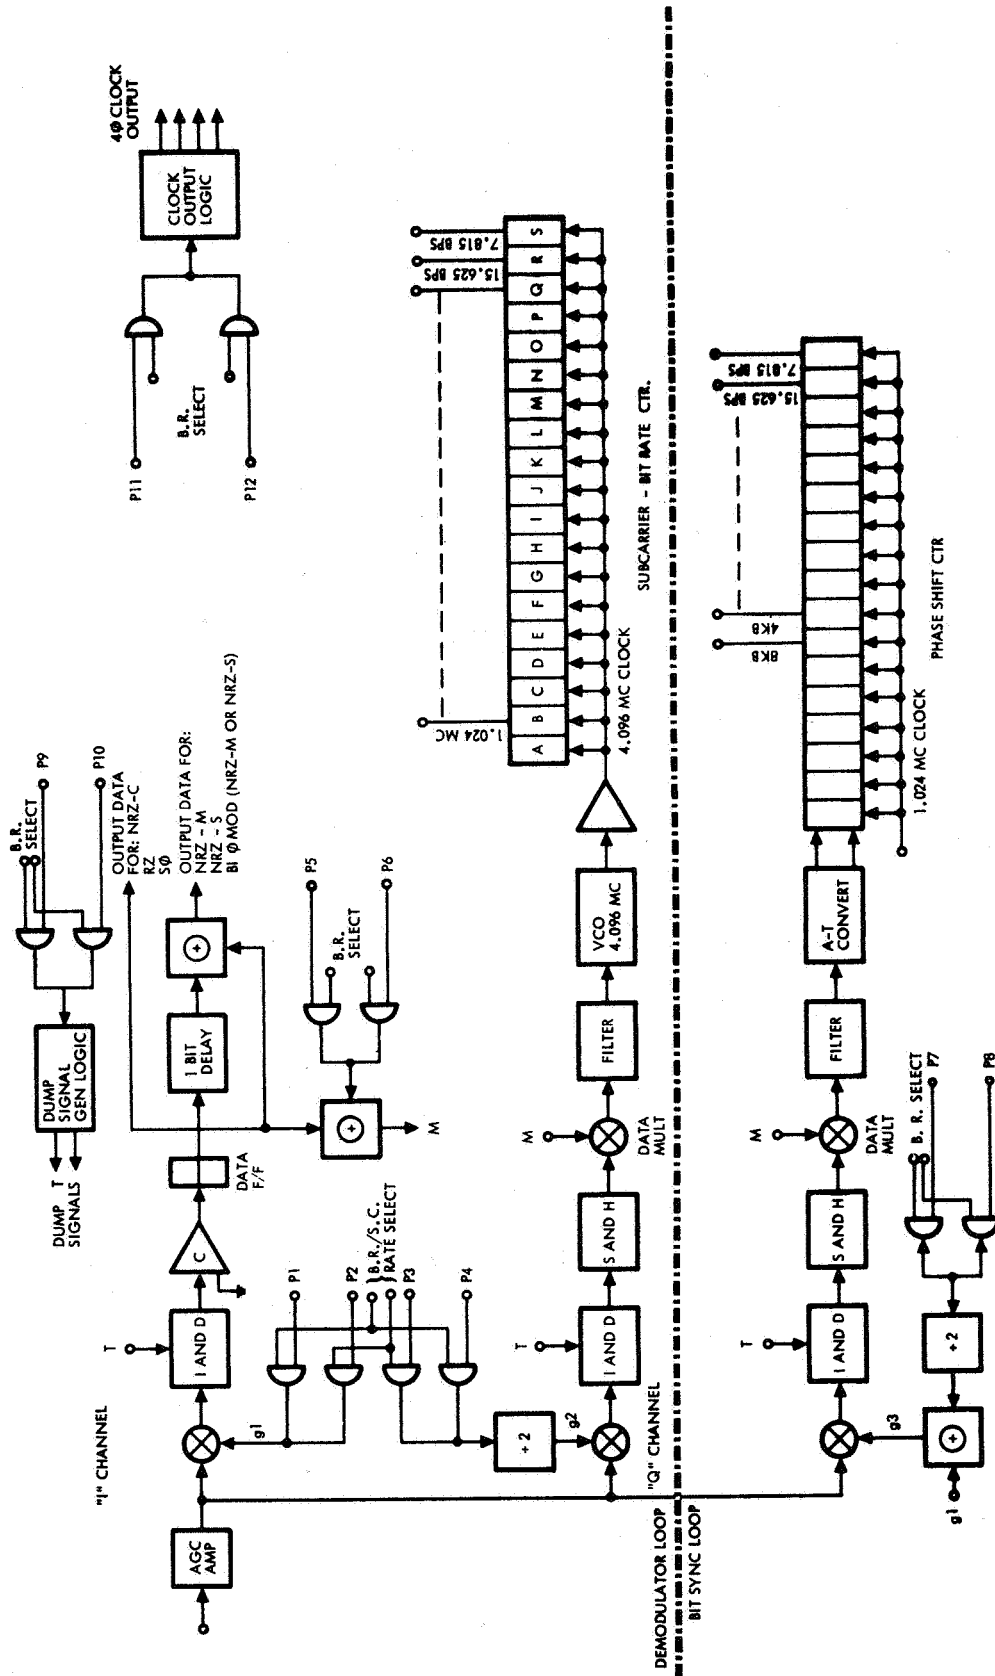 "I" CHANNEL
AGC
AMP
T
I AND D
C
DATA
F/F
1 BIT
DELAY
+
OUTPUT DATA
FOR: NRZ-C
RZ
SΦ
OUTPUT DATA FOR:
NRZ - M
NRZ - S
BI Φ MOD (NRZ-M OR NRZ-S)
DUMP T
SIGNALS
DUMP
SIGNAL
GEN LOGIC
B.R.
SELECT
P9
P10
P11
B.R.
SELECT
P12
CLOCK
OUTPUT
LOGIC
4Φ CLOCK
OUTPUT
g1
P1
P2
B.R./S.C.
RATE SELECT
P3
P4
÷2
g2
+
M
P5
B.R.
SELECT
P6
"Q" CHANNEL
T
I AND D
S AND H
M
DATA
MULT
FILTER
VCO
4.096 MC
4.096 MC CLOCK
1.024 MC
15.625 BPS
7.815 BPS
A B C D E F G H I J K L M N O P Q R S
SUBCARRIER - BIT RATE CTR.
DEMODULATOR LOOP
BIT SYNC LOOP
T
I AND D
S AND H
M
DATA
MULT
FILTER
A-T
CONVERT
8KB
4KB
15.625 BPS
7.815 BPS
1.024 MC CLOCK
PHASE SHIFT CTR
g1
+
g3
÷2
B. R. SELECT
P7
P8